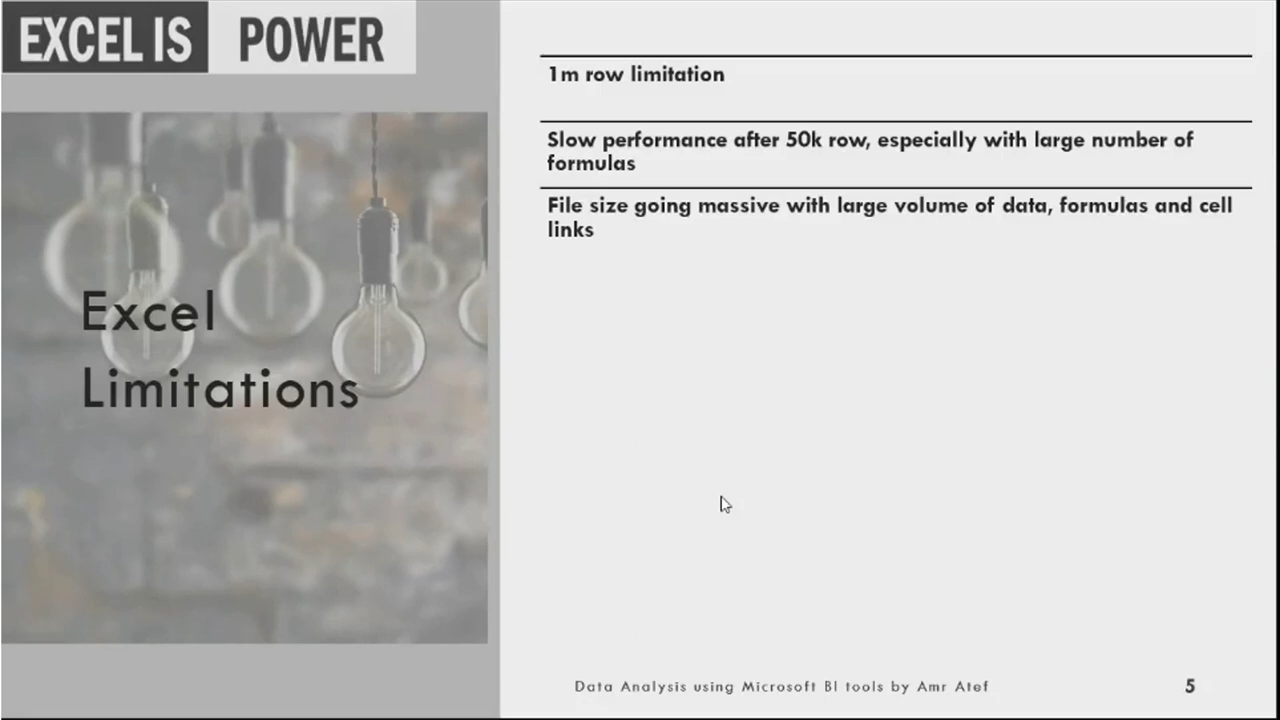 EXCEL IS POWER
Excel
Limitations
1m row limitation
Slow performance after 50k row, especially with large number of
formulas
File size going massive with large volume of data, formulas and cell
links
Data Analysis using Microsoft BI tools by Amr Atef
5